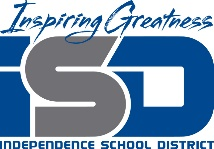 Inspiring Greatness
ISD
INDEPENDENCE SCHOOL DISTRICT